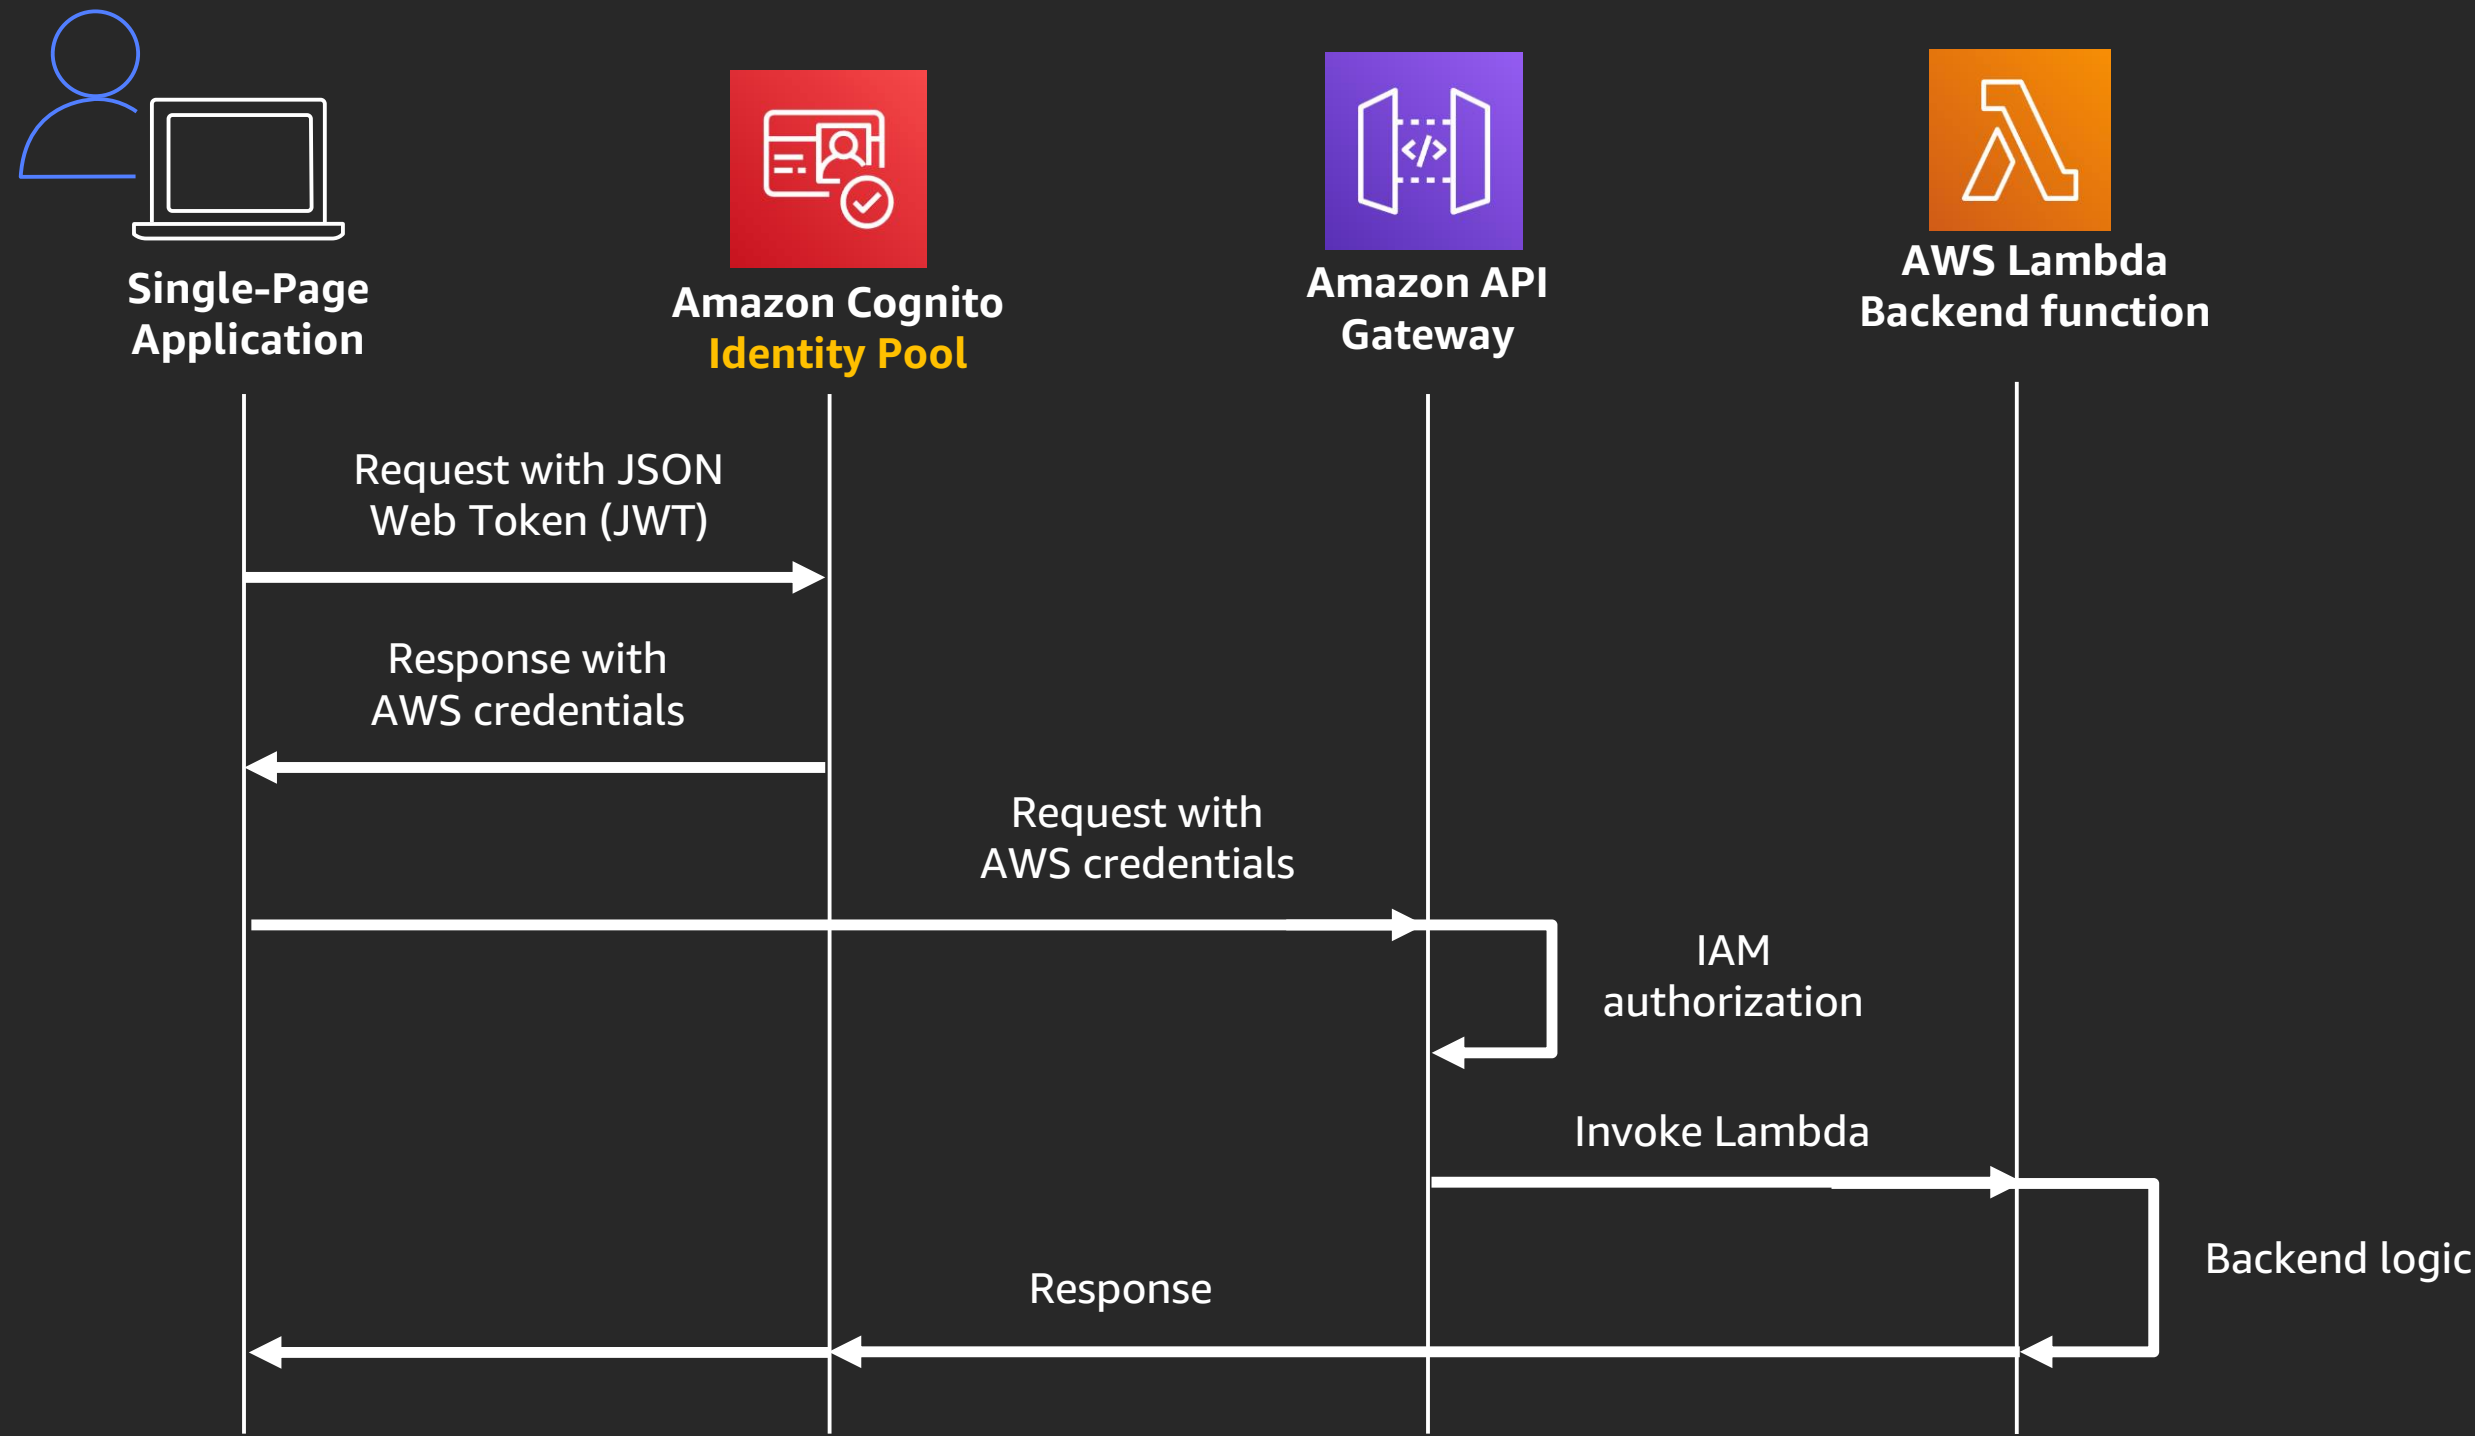 Single-Page
Application
Amazon Cognito
Identity Pool
Amazon API
Gateway
AWS Lambda
Backend function
Request with JSON
Web Token (JWT)
Response with
AWS credentials
Request with
AWS credentials
IAM
authorization
Invoke Lambda
Backend logic
Response